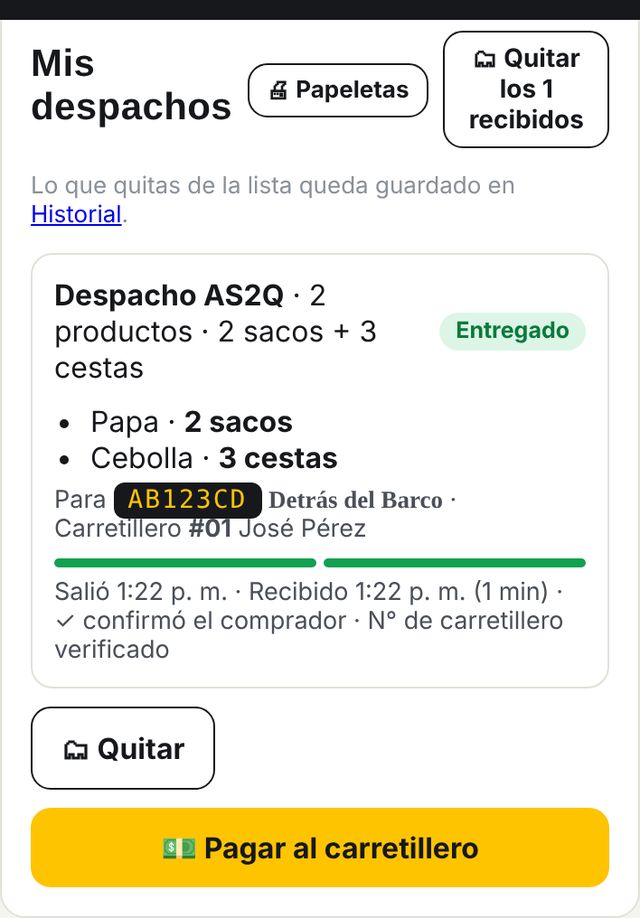 Mis
despachos
Papeletas
Quitar
los 1
recibidos
Lo que quitas de la lista queda guardado en
Historial.
Despacho AS2Q · 2
productos · 2 sacos + 3
cestas
Entregado
• Papa · 2 sacos
• Cebolla · 3 cestas
Para AB123CD Detrás del Barco ·
Carretillero #01 José Pérez
Salió 1:22 p. m. · Recibido 1:22 p. m. (1 min) ·
✓ confirmó el comprador · N° de carretillero
verificado
Quitar
Pagar al carretillero